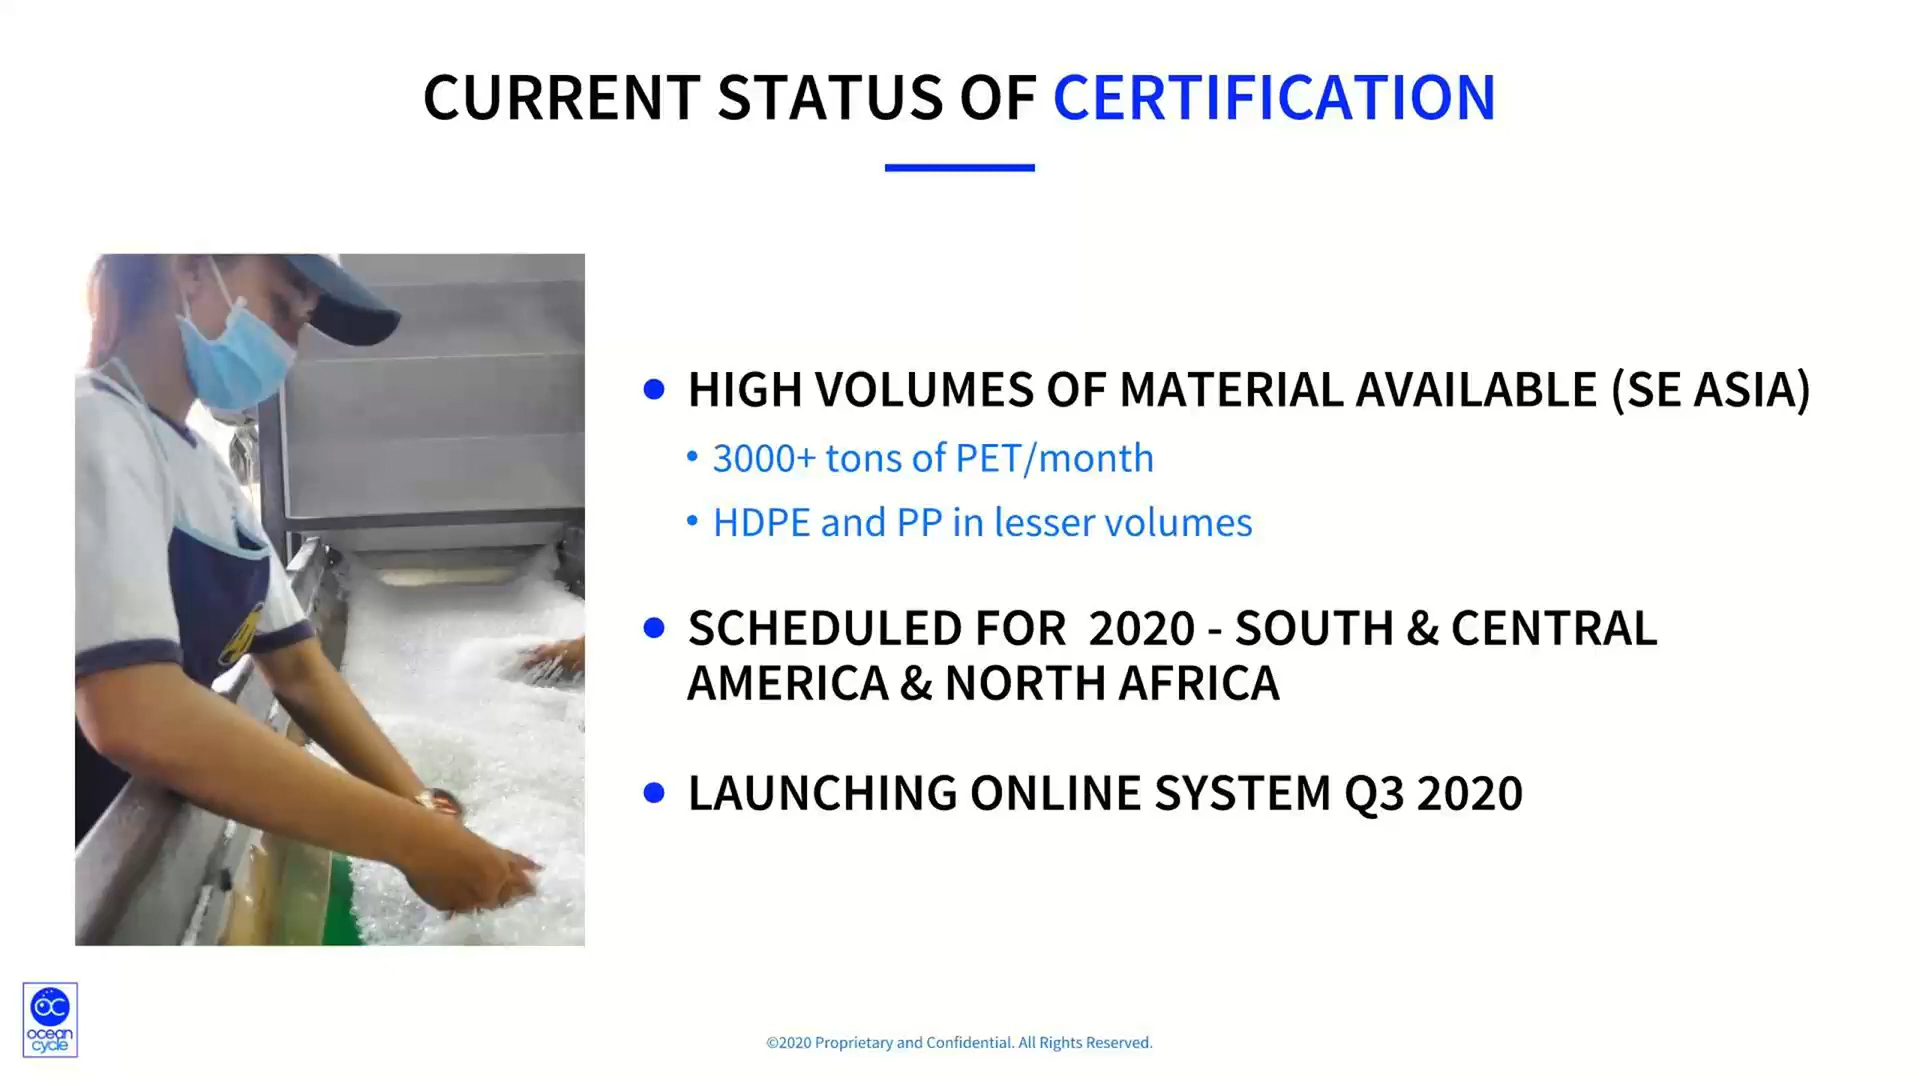 CURRENT STATUS OF CERTIFICATION
• HIGH VOLUMES OF MATERIAL AVAILABLE (SE ASIA)
• 3000+ tons of PET/month
• HDPE and PP in lesser volumes
• SCHEDULED FOR  2020 - SOUTH & CENTRAL
AMERICA & NORTH AFRICA
• LAUNCHING ONLINE SYSTEM Q3 2020
OC
ocean
cycle
©2020 Proprietary and Confidential. All Rights Reserved.